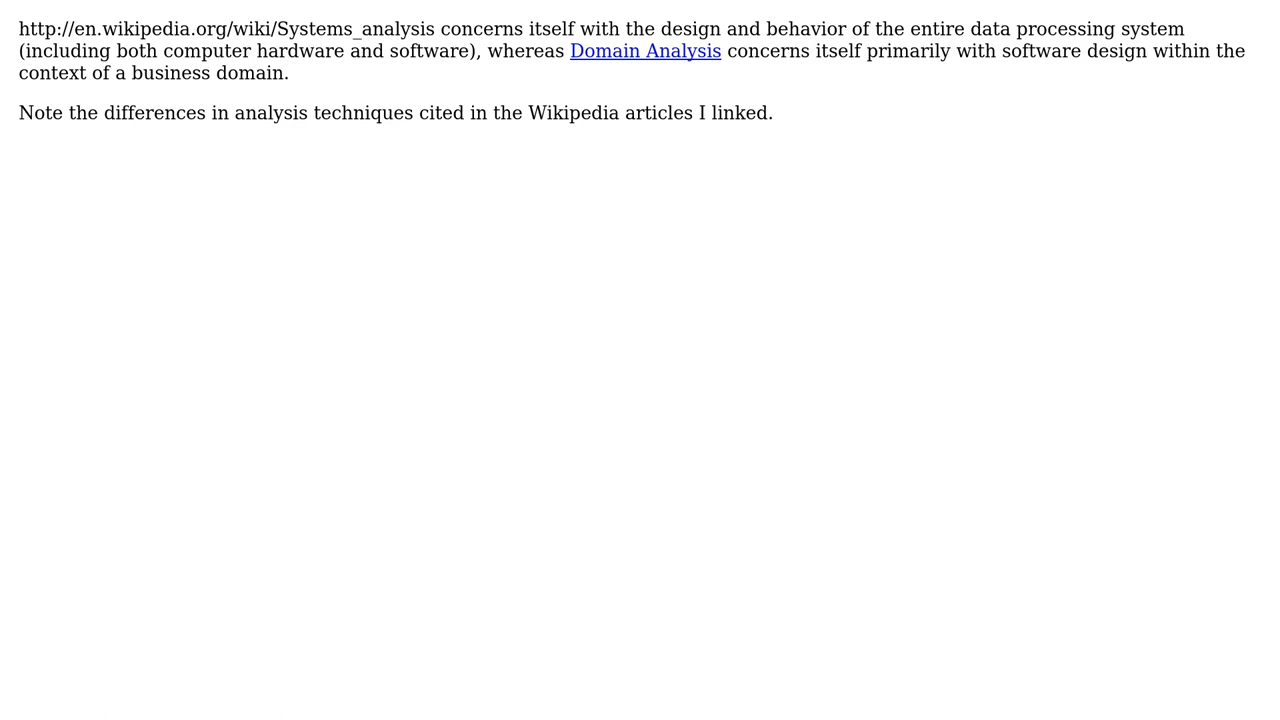 http://en.wikipedia.org/wiki/Systems_analysis concerns itself with the design and behavior of the entire data processing system
(including both computer hardware and software), whereas Domain Analysis concerns itself primarily with software design within the
context of a business domain.
Note the differences in analysis techniques cited in the Wikipedia articles I linked.